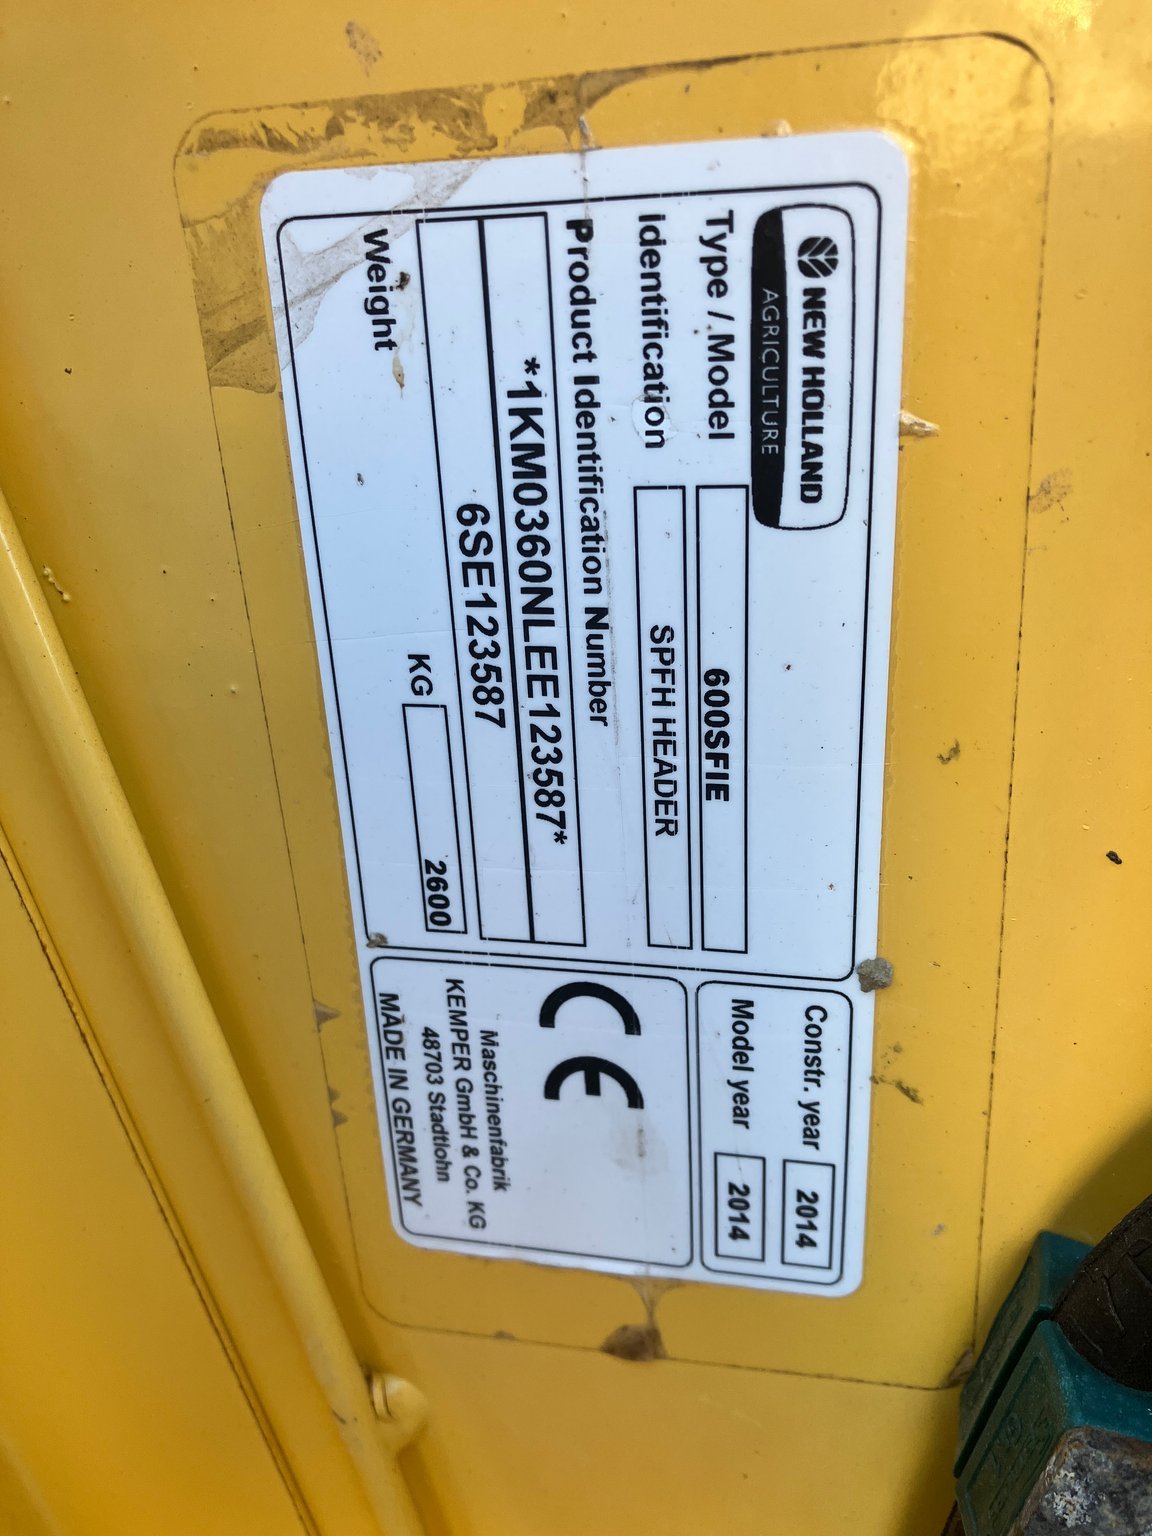 NEW HOLLAND
AGRICULTURE
Type / Model 600SFIE
Identification SPFH HEADER
Product Identification Number
*1KM0360NLEE123587*
6SE123587
Weight KG 2600
Constr. year 2014
Model year 2014
CE
Maschinenfabrik
KEMPER GmbH & Co. KG
48703 Stadtlohn
MADE IN GERMANY